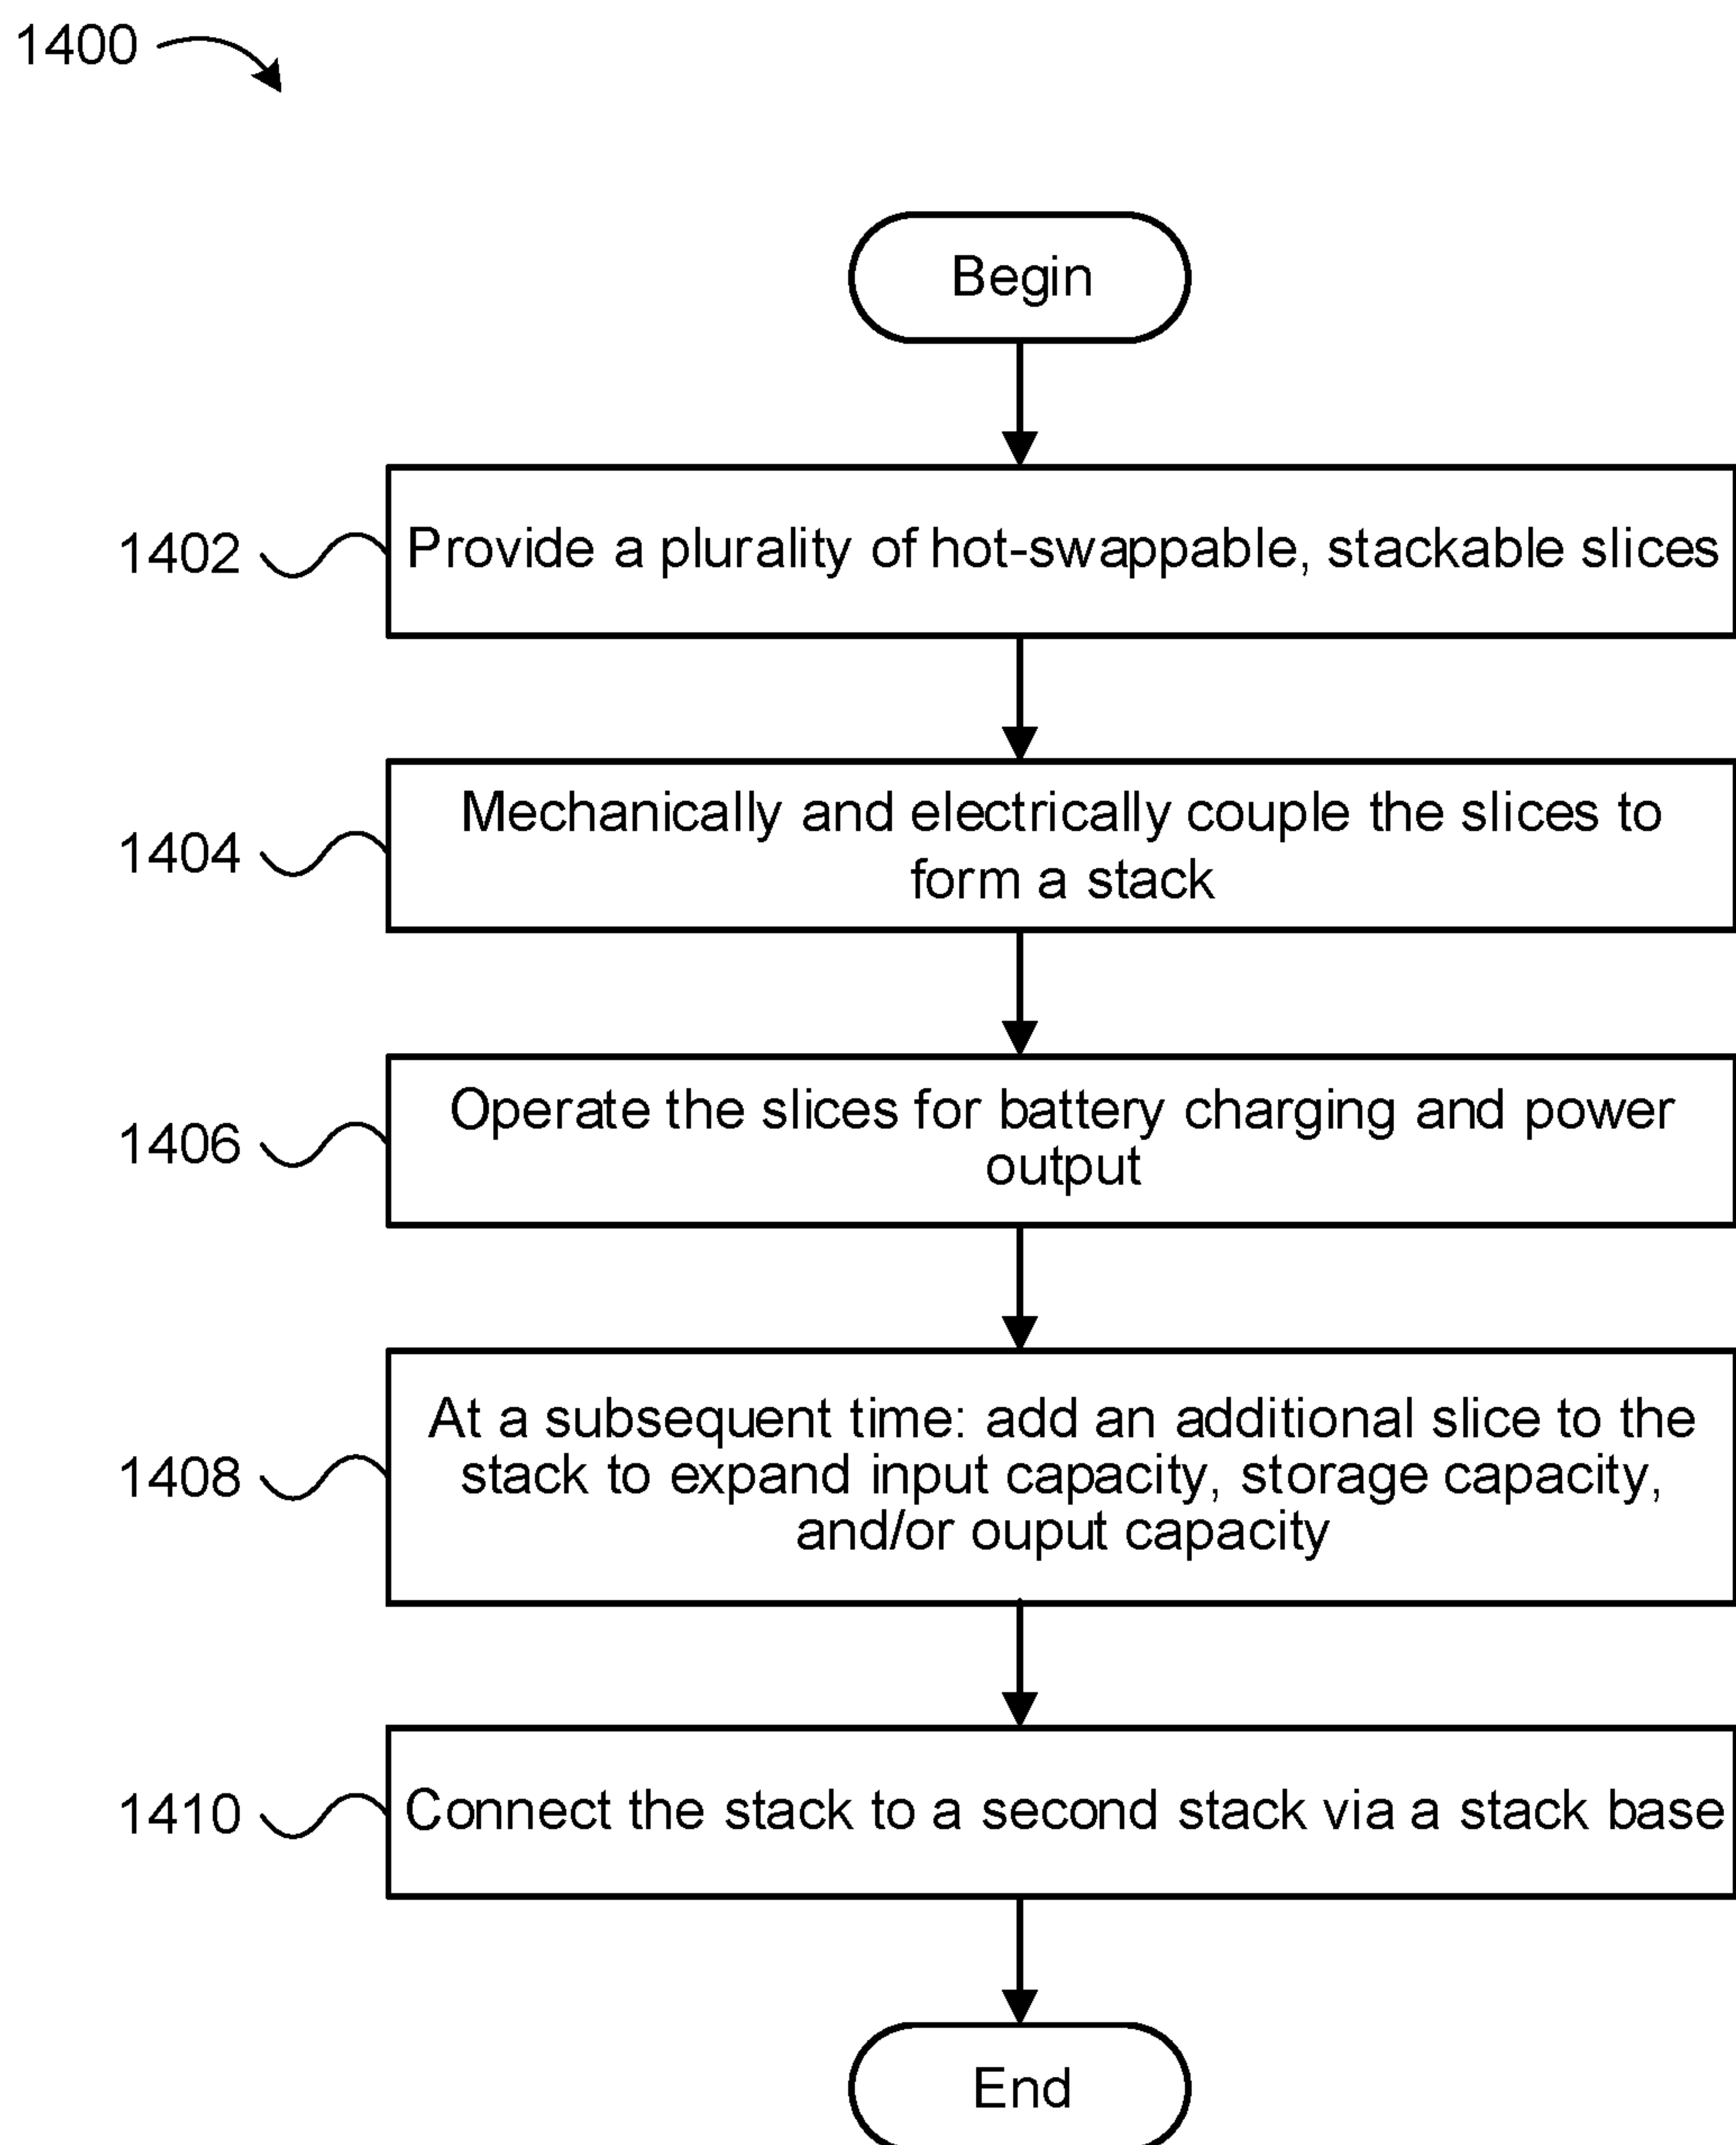 1400
Begin
1402
Provide a plurality of hot-swappable, stackable slices
1404
Mechanically and electrically couple the slices to
form a stack
1406
Operate the slices for battery charging and power
output
1408
At a subsequent time: add an additional slice to the
stack to expand input capacity, storage capacity,
and/or ouput capacity
1410
Connect the stack to a second stack via a stack base
End